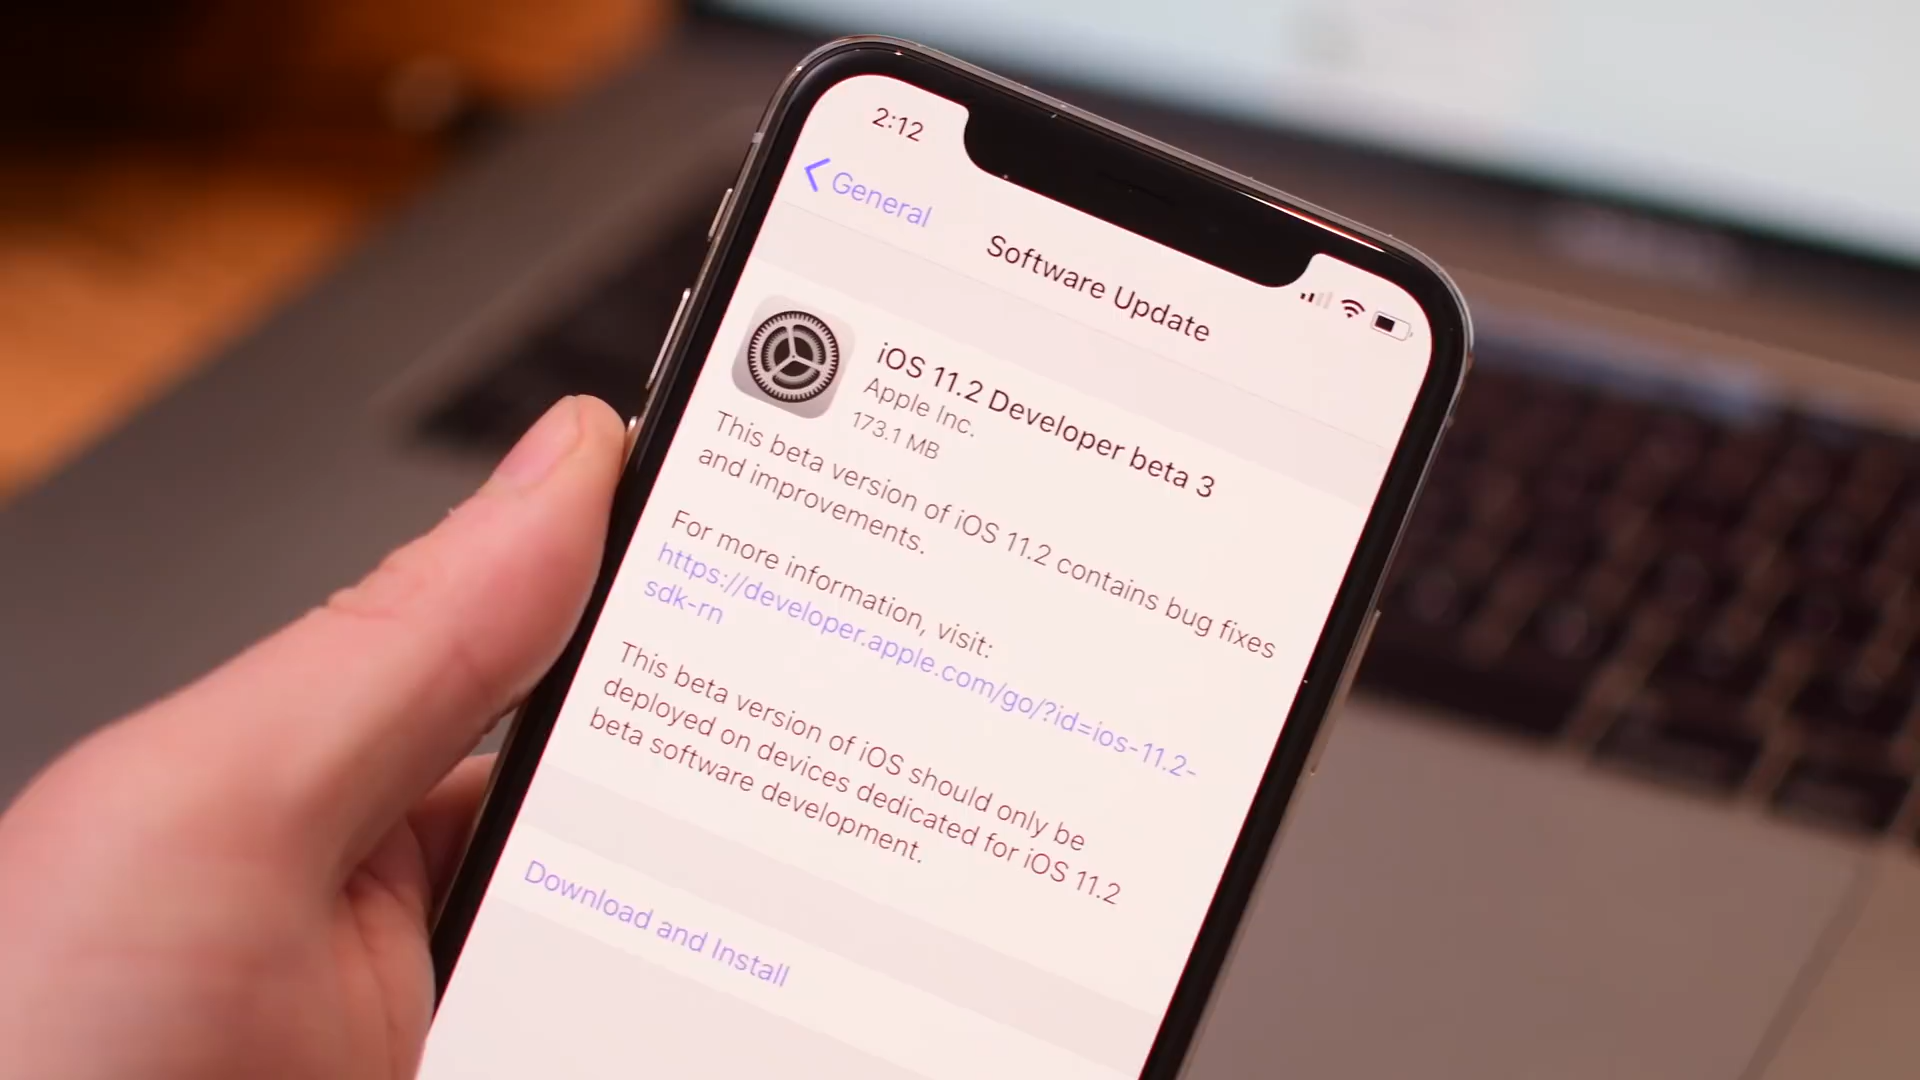 2:12
General
Software Update
iOS 11.2 Developer beta 3
Apple Inc.
173.1 MB
This beta version of iOS 11.2 contains bug fixes
and improvements.
For more information, visit:
https://developer.apple.com/go/?id=ios-11.2-
sdk-rn
This beta version of iOS should only be
deployed on devices dedicated for iOS 11.2
beta software development.
Download and Install